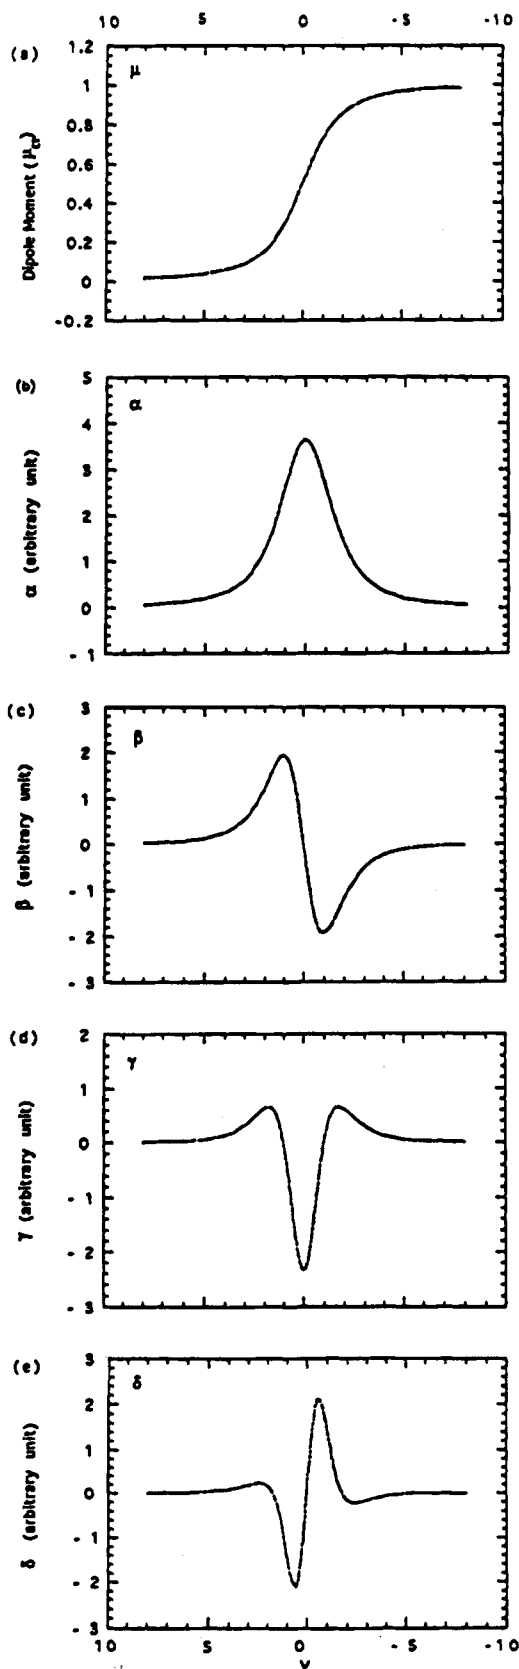 10 5 0 -5 -10
(a)
μ
1.2
1
0.8
0.6
0.4
0.2
0
-0.2
Dipole Moment (μcr)
(b)
α
5
4
3
2
1
0
-1
α (arbitrary unit)
(c)
β
3
2
1
0
-1
-2
-3
β (arbitrary unit)
(d)
γ
2
1
0
-1
-2
-3
γ (arbitrary unit)
(e)
δ
3
2
1
0
-1
-2
-3
δ (arbitrary unit)
10 5 0 -5 -10
V